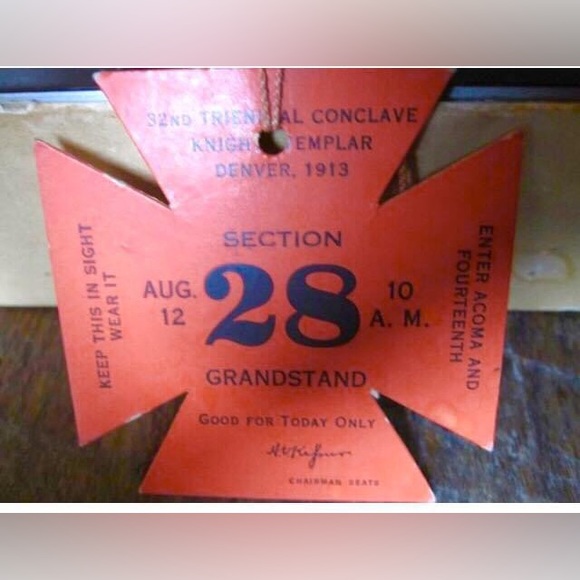 32ND TRIENNIAL CONCLAVE
KNIGHTS TEMPLAR
DENVER, 1913
KEEP THIS IN SIGHT
WEAR IT
SECTION
AUG.
12
28
10
A. M.
GRANDSTAND
ENTER ACOMA AND
FOURTEENTH
GOOD FOR TODAY ONLY
CHAIRMAN SEATS